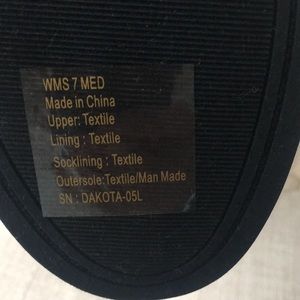 WMS 7 MED
Made in China
Upper: Textile
Lining : Textile
Socklining : Textile
Outersole:Textile/Man Made
SN : DAKOTA-05L